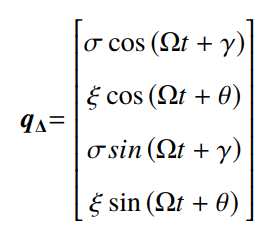 σ cos (Ωt + γ)
ξ cos (Ωt + θ)
q_Δ=
σ sin (Ωt + γ)
ξ sin (Ωt + θ)